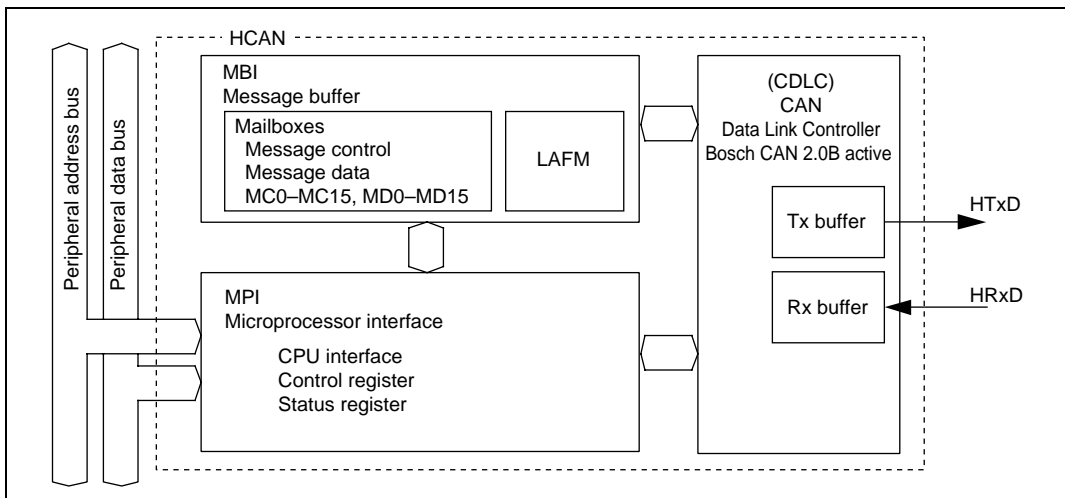 Peripheral address bus
Peripheral data bus
HCAN
MBI
Message buffer
Mailboxes
Message control
Message data
MC0–MC15, MD0–MD15
LAFM
MPI
Microprocessor interface
CPU interface
Control register
Status register
(CDLC)
CAN
Data Link Controller
Bosch CAN 2.0B active
Tx buffer
Rx buffer
HTxD
HRxD